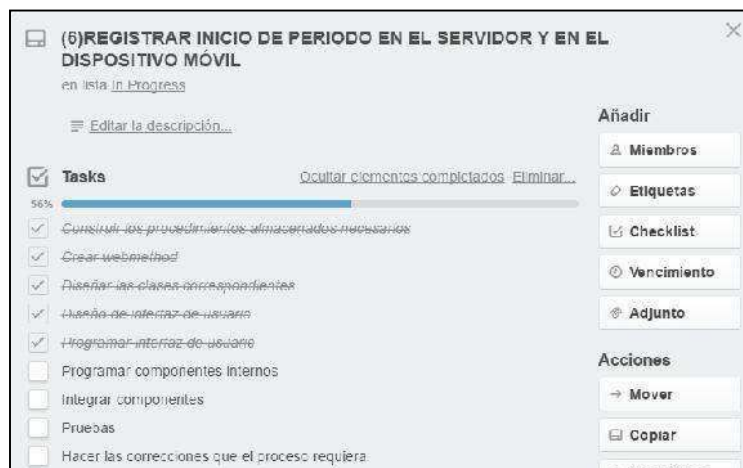 (6)REGISTRAR INICIO DE PERIODO EN EL SERVIDOR Y EN EL
DISPOSITIVO MÓVIL
en lista In Progress
Editar la descripción...
Tasks
Ocultar elementos completados Eliminar...
56%
Construir los procedimientos almacenados necesarios
Crear webmethod
Diseñar las clases correspondientes
Diseño de interfaz de usuario
Programar interfaz de usuario
Programar componentes internos
Integrar componentes
Pruebas
Hacer las correcciones que el proceso requiera
Añadir
Miembros
Etiquetas
Checklist
Vencimiento
Adjunto
Acciones
Mover
Copiar